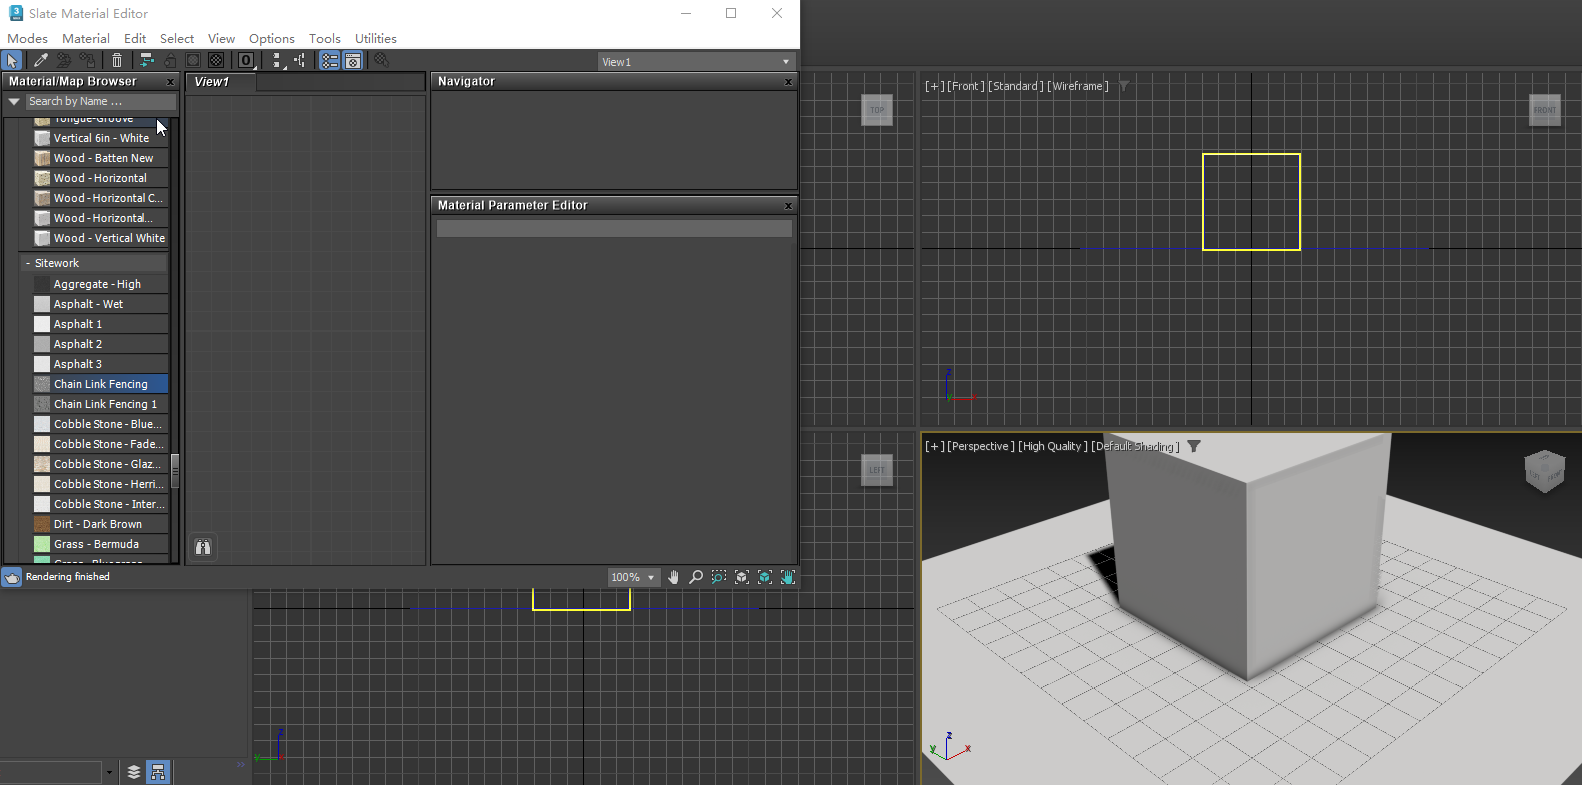 Slate Material Editor
Modes Material Edit Select View Options Tools Utilities
View1
Material/Map Browser x
View1
Navigator x
Search by Name ...
Tongue-Groove
Vertical 6in - White
Wood - Batten New
Wood - Horizontal
Wood - Horizontal C...
Wood - Horizontal...
Wood - Vertical White
- Sitework
Aggregate - High
Asphalt - Wet
Asphalt 1
Asphalt 2
Asphalt 3
Chain Link Fencing
Chain Link Fencing 1
Cobble Stone - Blue...
Cobble Stone - Fade...
Cobble Stone - Glaz...
Cobble Stone - Herri...
Cobble Stone - Inter...
Dirt - Dark Brown
Grass - Bermuda
Grass - Bluegrass
Material Parameter Editor x
Rendering finished
100%
TOP
[+] [Front ] [Standard ] [Wireframe ]
FRONT
z
y x
LEFT
z
y x
[+] [Perspective ] [High Quality ] [Default Shading ]
z
y x